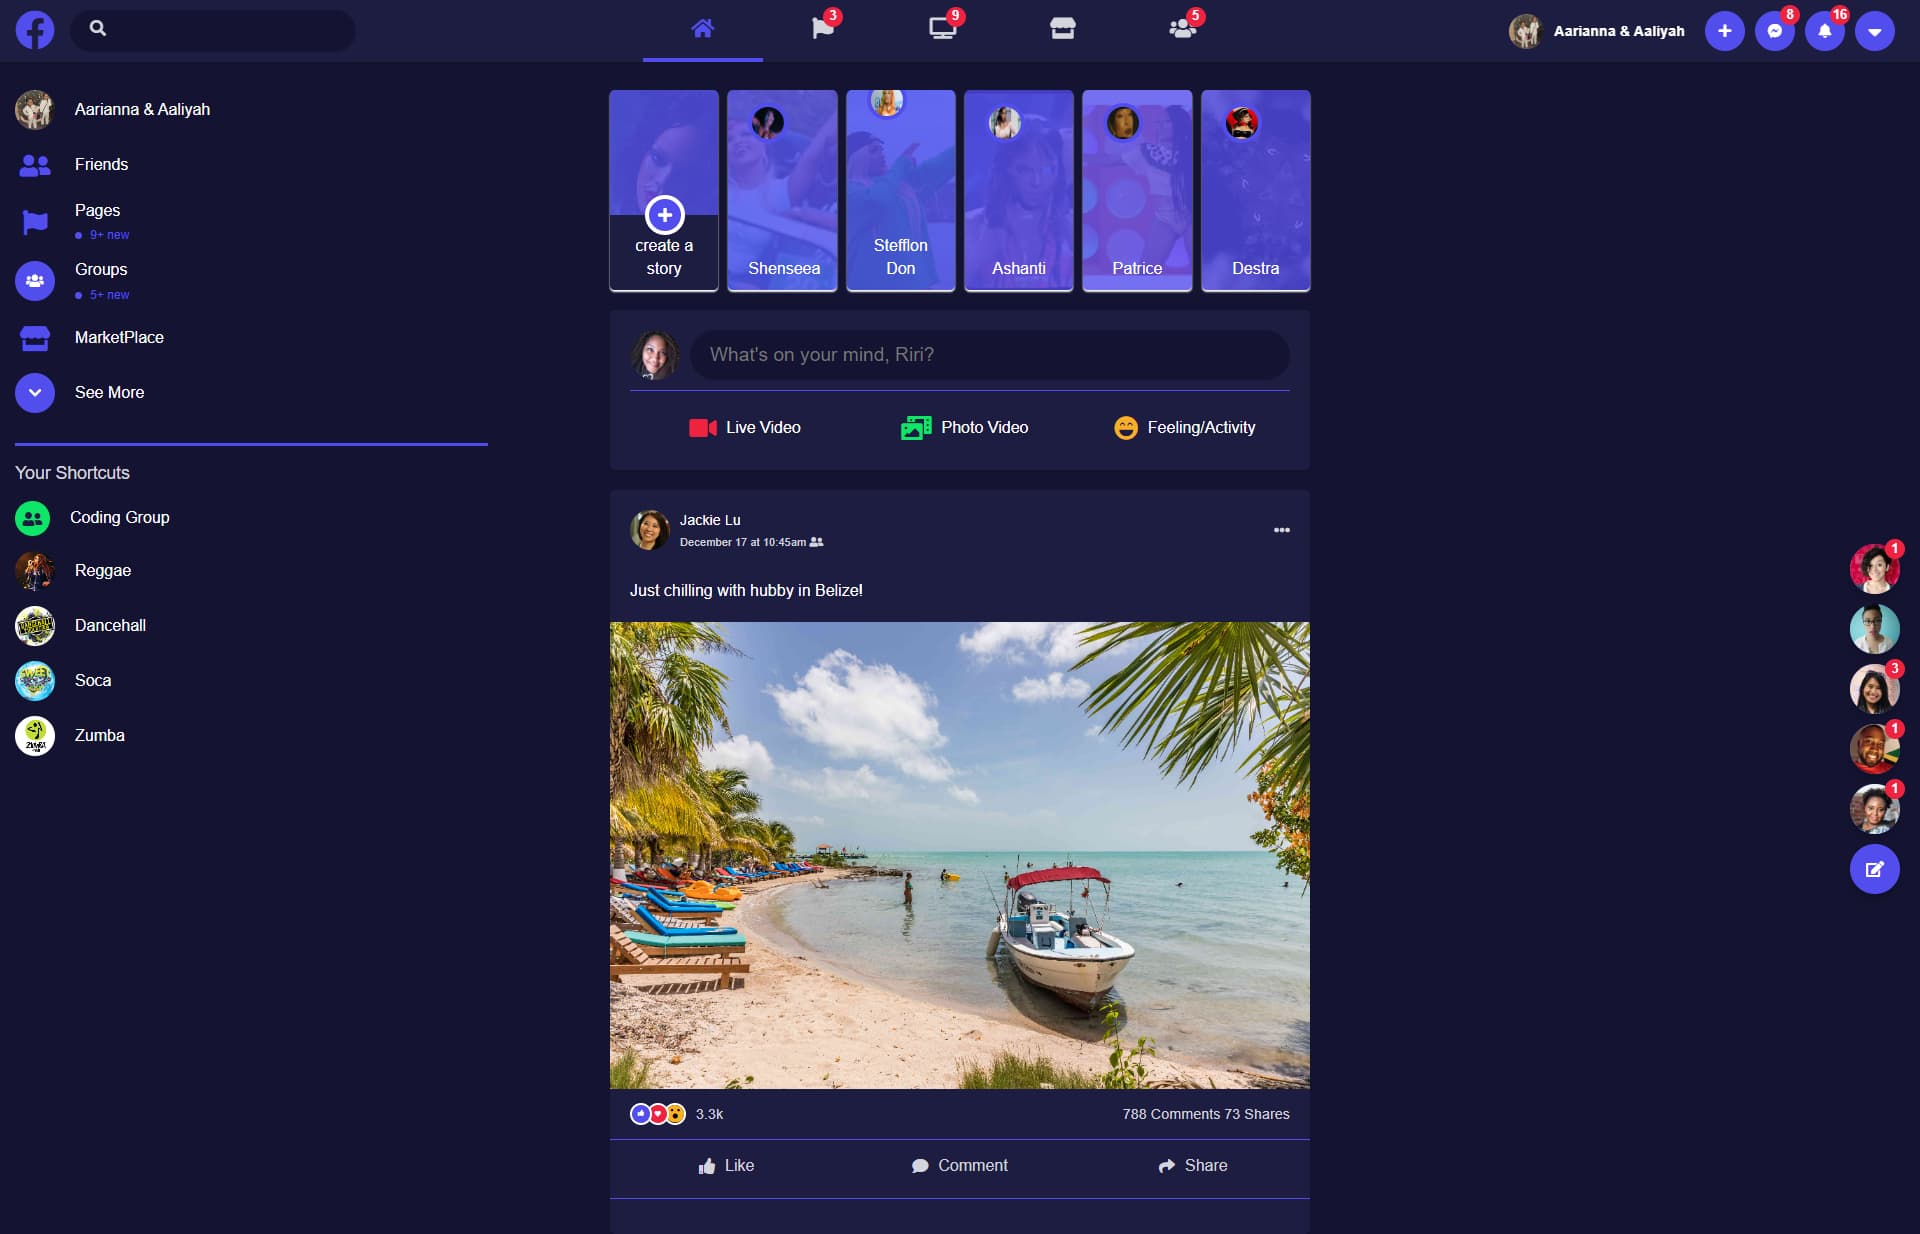 3
9
5
Aarianna & Aaliyah
8
16
Aarianna & Aaliyah
Friends
Pages
9+ new
Groups
5+ new
MarketPlace
See More
Your Shortcuts
Coding Group
Reggae
Dancehall
Soca
Zumba
create a
story
Shenseea
Stefflon
Don
Ashanti
Patrice
Destra
What's on your mind, Riri?
Live Video
Photo Video
Feeling/Activity
Jackie Lu
December 17 at 10:45am
Just chilling with hubby in Belize!
3.3k
788 Comments 73 Shares
Like
Comment
Share
1
3
1
1